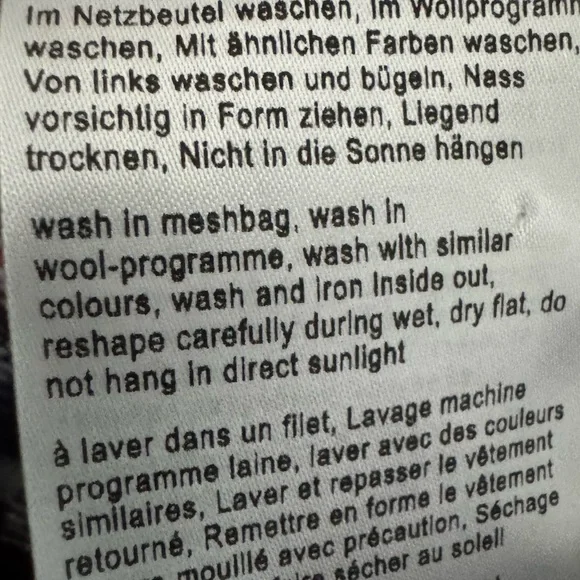 Im Netzbeutel waschen, Im Wollprogramm
waschen, Mit ähnlichen Farben waschen,
Von links waschen und bügeln, Nass
vorsichtig in Form ziehen, Liegend
trocknen, Nicht in die Sonne hängen
wash in meshbag, wash in
wool-programme, wash with similar
colours, wash and iron inside out,
reshape carefully during wet, dry flat, do
not hang in direct sunlight
à laver dans un filet, Lavage machine
programme laine, laver avec des couleurs
similaires, Laver et repasser le vêtement
retourné, Remettre en forme le vêtement
mouillé avec précaution, Séchage
sécher au soleil